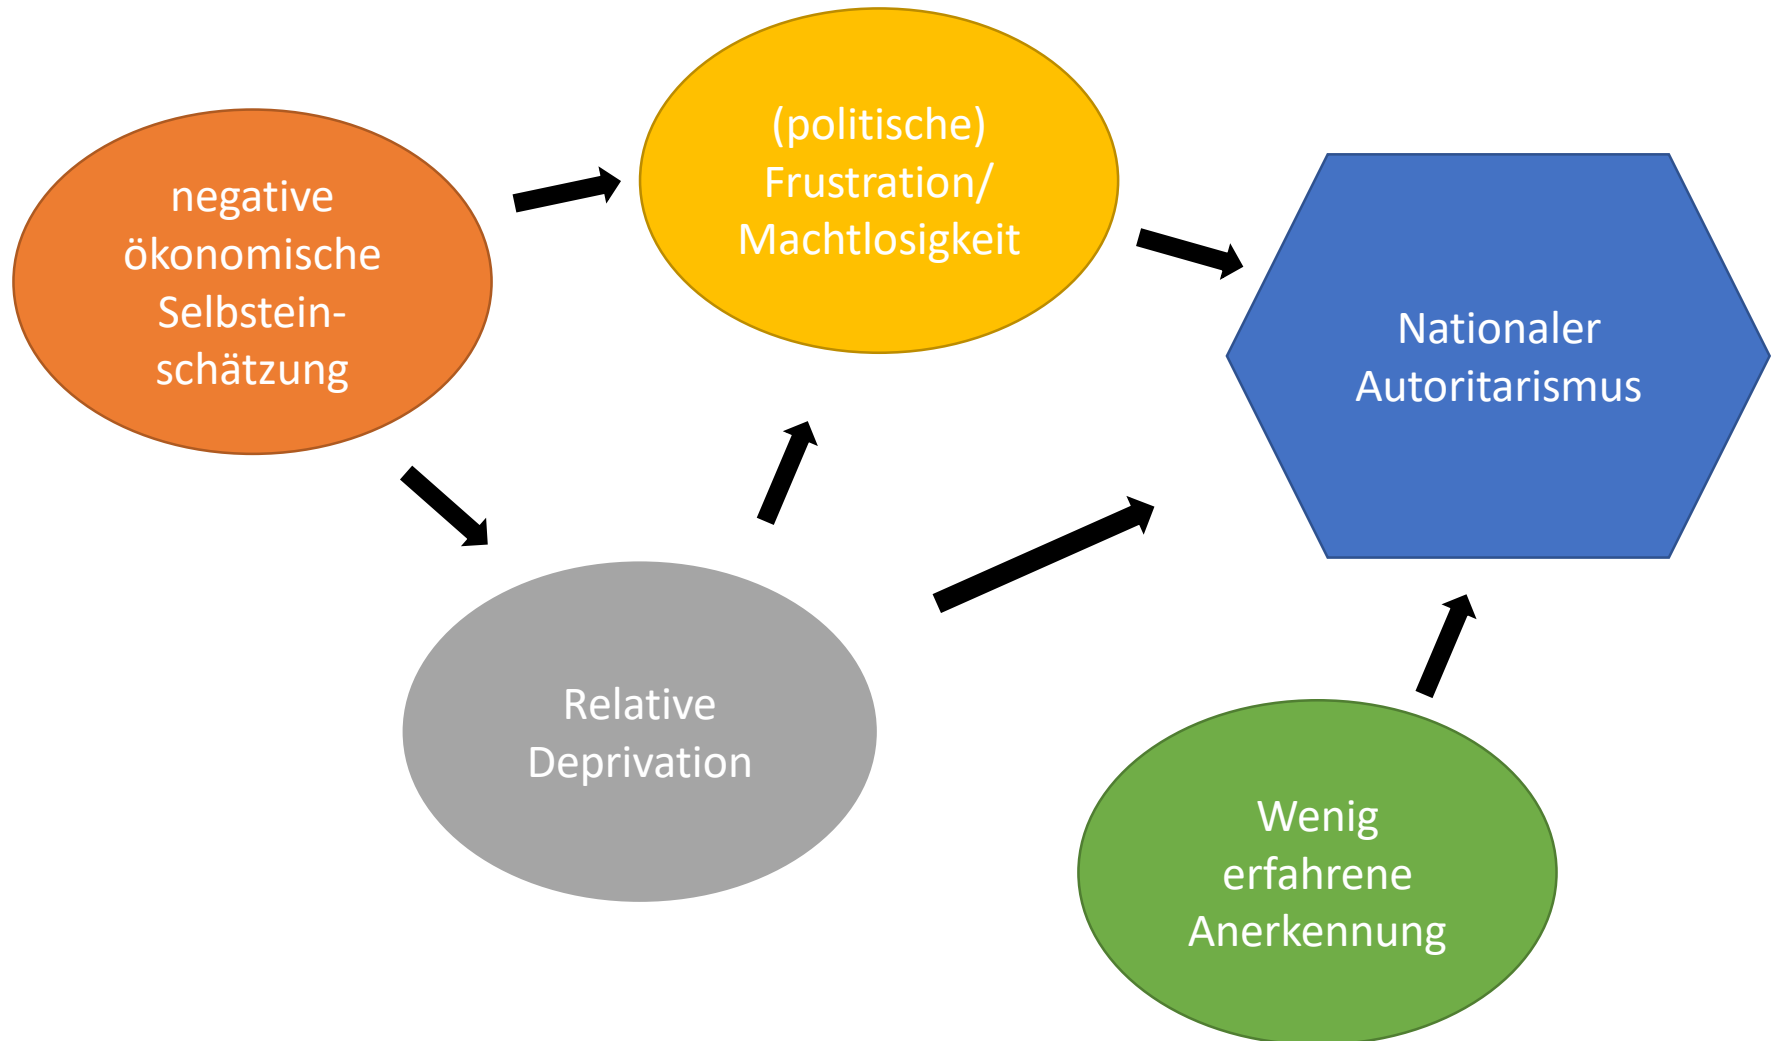 negative
ökonomische
Selbstein-
schätzung
(politische)
Frustration/
Machtlosigkeit
Nationaler
Autoritarismus
Relative
Deprivation
Wenig
erfahrene
Anerkennung